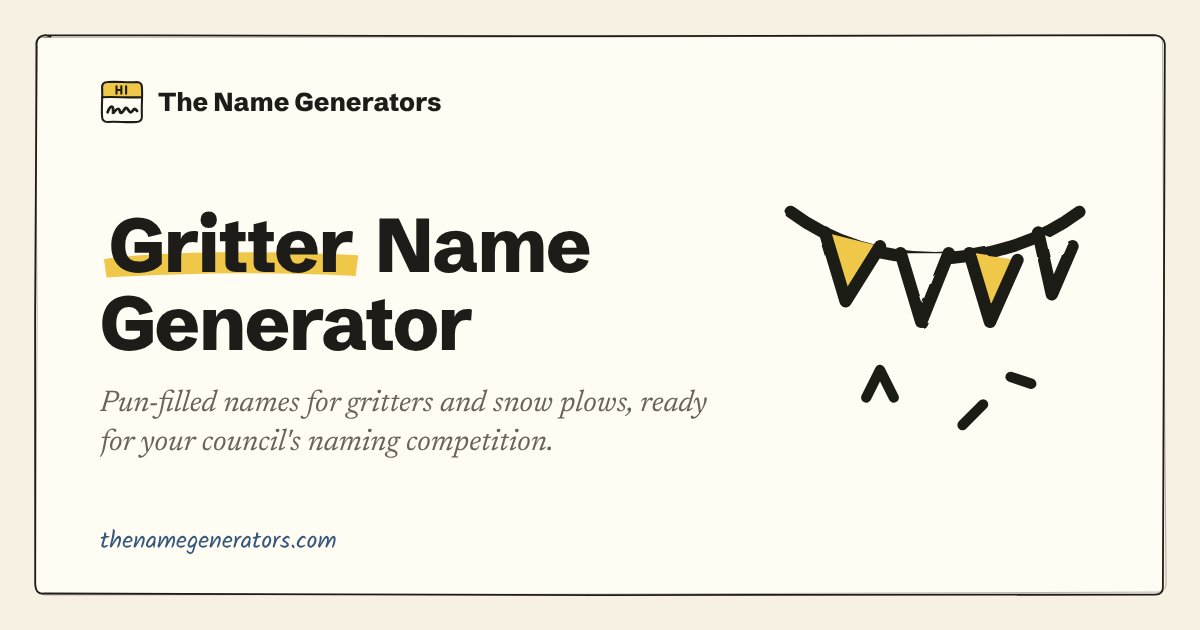 HI
The Name Generators
Gritter Name
Generator
Pun-filled names for gritters and snow plows, ready
for your council's naming competition.
thenamegenerators.com